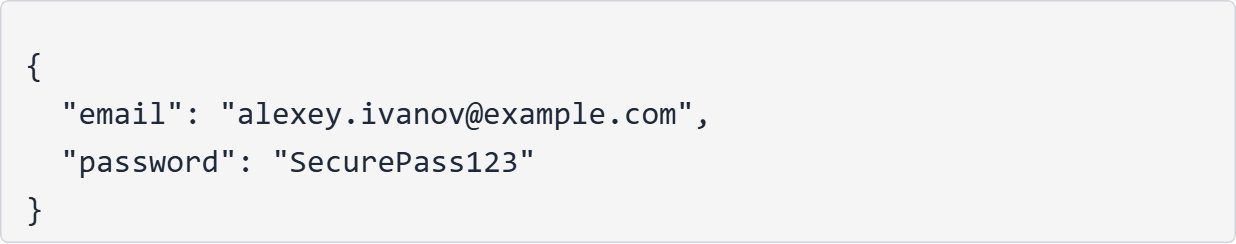 {
  "email": "alexey.ivanov@example.com",
  "password": "SecurePass123"
}